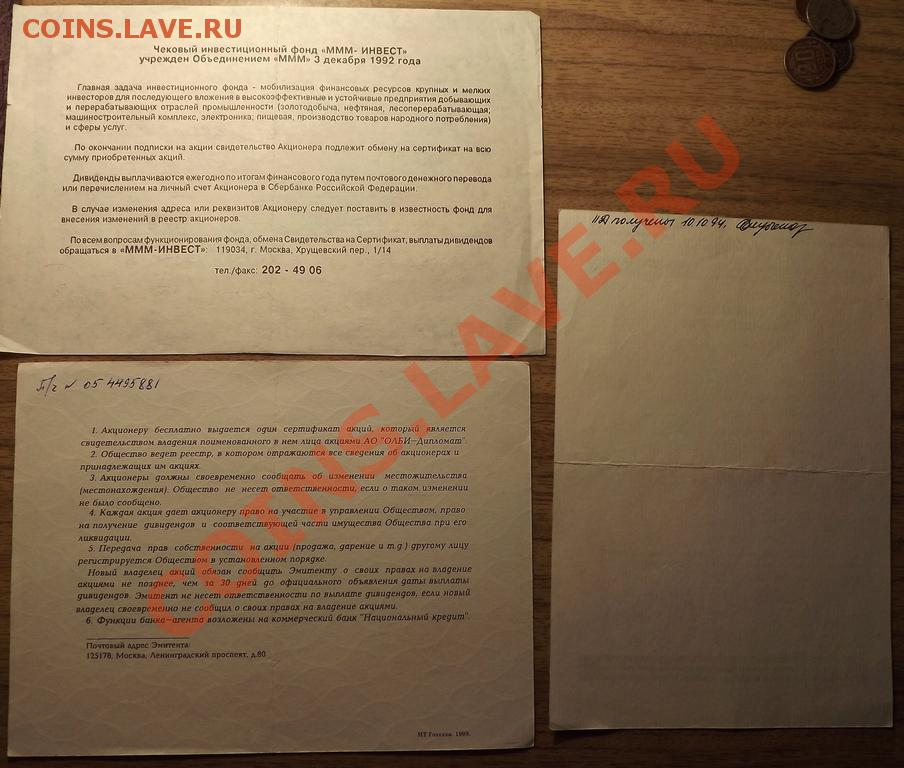 COINS.LAVE.RU
Чековый инвестиционный фонд «МММ- ИНВЕСТ»
учрежден Объединением «МММ» 3 декабря 1992 года
Главная задача инвестиционного фонда - мобилизация финансовых ресурсов крупных и мелких
инвесторов для последующего вложения в высокоэффективные и устойчивые предприятия добывающих
и перерабатывающих отраслей промышленности (золотодобыча, нефтяная, лесоперерабатывающая:
машиностроительный комплекс, электроника; пищевая, производство товаров народного потребления)
и сферы услуг.
По окончании подписки на акции свидетельство Акционера подлежит обмену на сертификат на всю
сумму приобретенных акций.
Дивиденды выплачиваются ежегодно по итогам финансового года путем почтового денежного перевода
или перечислением на личный счет Акционера в Сбербанке Российской Федерации.
В случае изменения адреса или реквизитов Акционеру следует поставить в известность фонд для
внесения изменений в реестр акционеров.
По всем вопросам функционирования фонда, обмена Свидетельства на Сертификат, выплаты дивидендов
обращаться в «МММ-ИНВЕСТ»: 119034, г. Москва, Хрущевский пер., 1/14
тел./факс: 202 - 49 06
получены 10.10.94.
П/г № 05 4495881
1. Акционеру бесплатно выдается один сертификат акций, который является
свидетельством владения поименованного в нем лица акциями АО "ОЛБИ—Дипломат".
2. Общество ведет реестр, в котором отражаются все сведения об акционерах и
принадлежащих им акциях.
3. Акционеры должны своевременно сообщать об изменении местожительства
(местонахождения). Общество не несет ответственности, если о таком изменении
не было сообщено.
4. Каждая акция дает акционеру право на участие в управлении Обществом, право
на получение дивидендов и соответствующей части имущества Общества при его
ликвидации.
5. Передача прав собственности на акции (продажа, дарение и т.д.) другому лицу
регистрируется Обществом в установленном порядке.
Новый владелец акций обязан сообщить Эмитенту о своих правах на владение
акциями не позднее, чем за 30 дней до официального объявления даты выплаты
дивидендов. Эмитент не несет ответственности по выплате дивидендов, если новый
владелец своевременно не сообщил о своих правах на владение акциями.
6. Функции банка—агента возложены на коммерческий банк "Национальный кредит".
Почтовый адрес Эмитента:
125178, Москва, Ленинградский проспект, д.80
МТ Гознака. 1993.
COINS.LAVE.RU